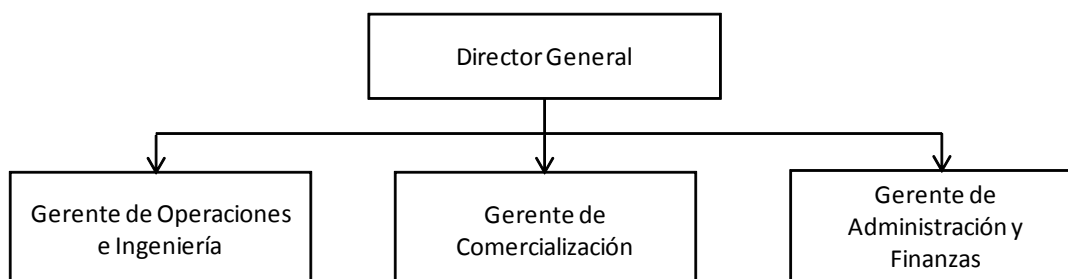 Director General
Gerente de Operaciones
e Ingeniería
Gerente de
Comercialización
Gerente de
Administración y
Finanzas